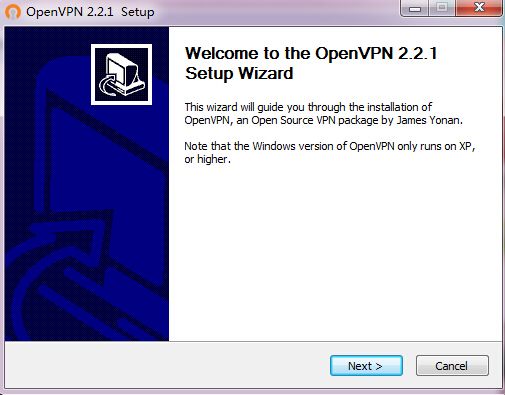 OpenVPN 2.2.1 Setup
Welcome to the OpenVPN 2.2.1
Setup Wizard
This wizard will guide you through the installation of
OpenVPN, an Open Source VPN package by James Yonan.
Note that the Windows version of OpenVPN only runs on XP,
or higher.
Next >
Cancel